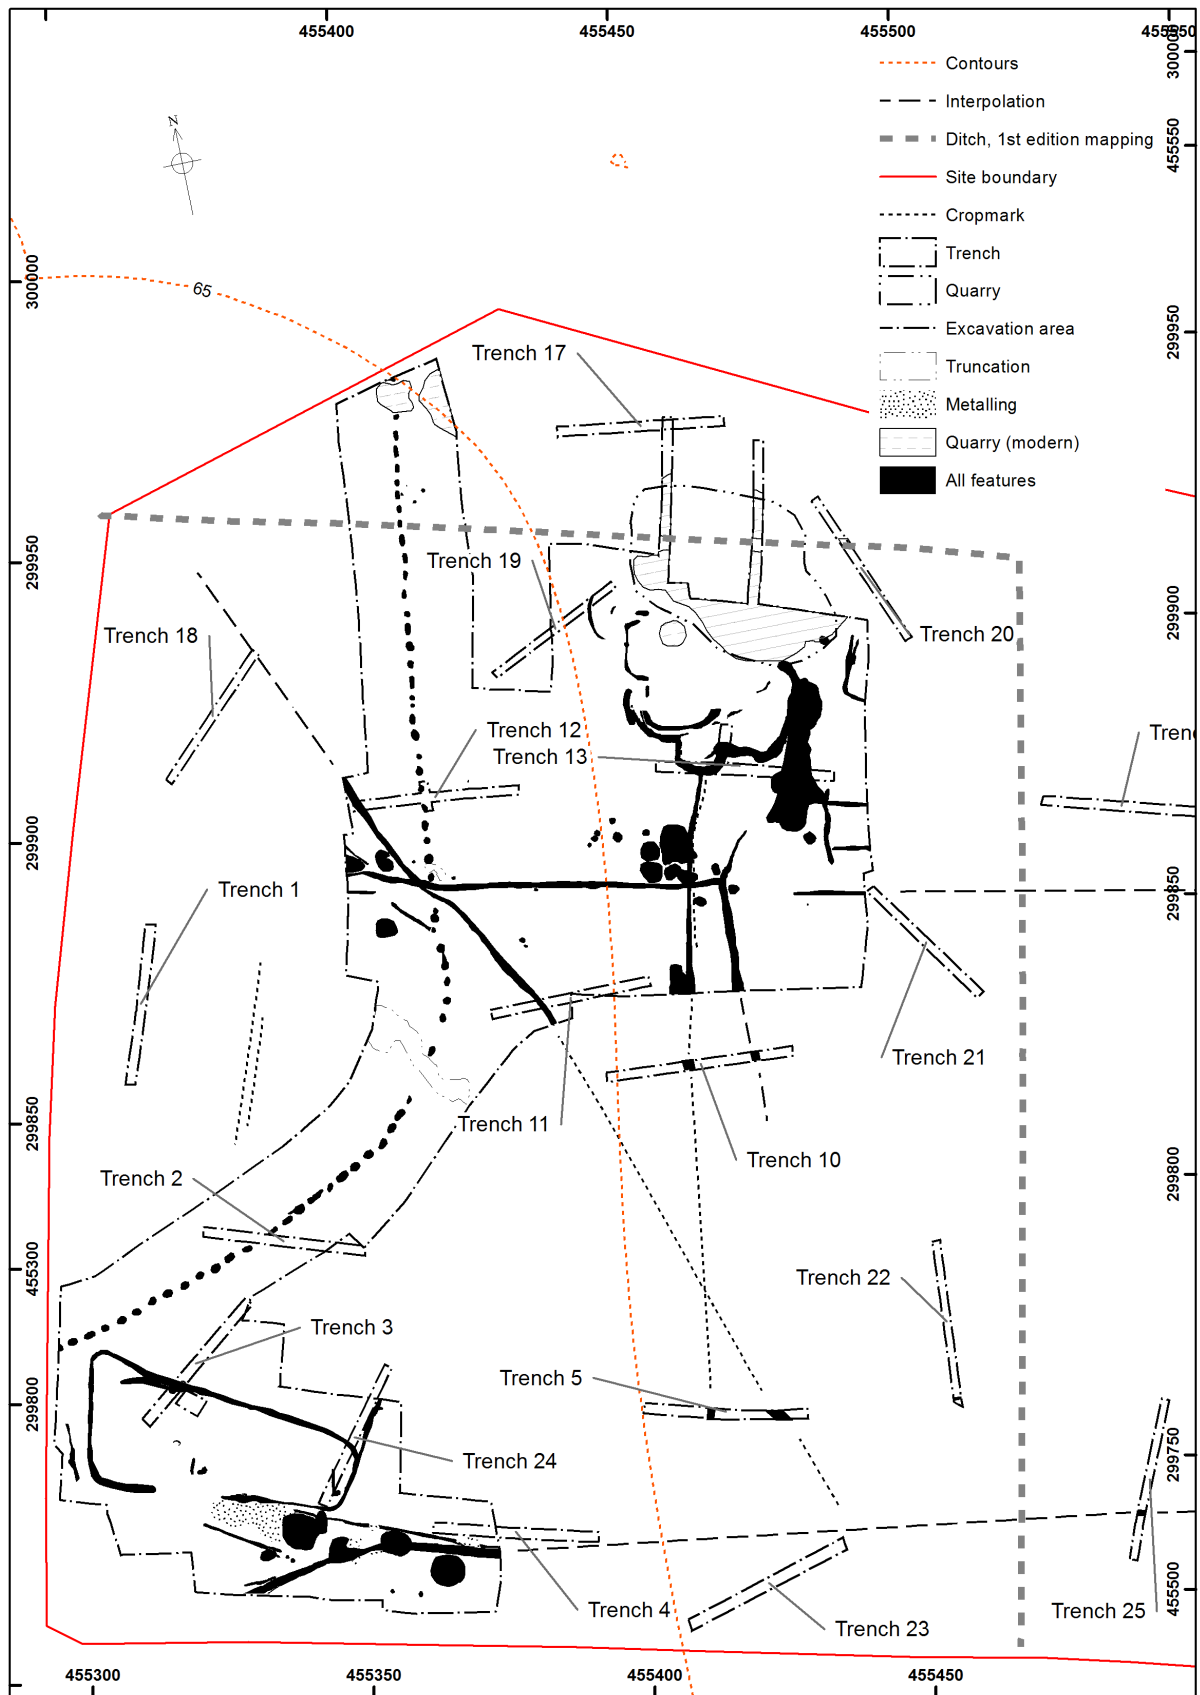 455400
455450
455500
455550
300000
Contours
Interpolation
Ditch, 1st edition mapping
455550
Site boundary
N
Cropmark
Trench
300000
65
Quarry
Excavation area
299950
Trench 17
Truncation
Metalling
Quarry (modern)
All features
299950
Trench 19
299900
Trench 18
Trench 20
Trench 12
Trench 13
Tren
299900
Trench 1
299850
Trench 21
299850
Trench 11
Trench 10
Trench 2
299800
455300
Trench 22
Trench 3
Trench 5
299800
Trench 24
299750
455500
Trench 4
Trench 23
Trench 25
455300
455350
455400
455450